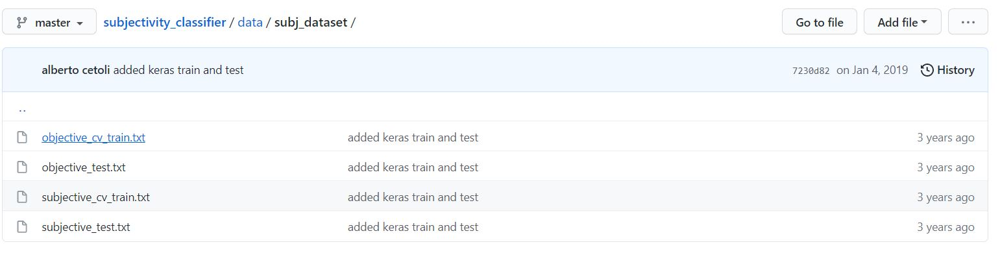 master subjectivity_classifier / data / subj_dataset / Go to file Add file ...
alberto cetoli added keras train and test 7230d82 on Jan 4, 2019 History
..
objective_cv_train.txt added keras train and test 3 years ago
objective_test.txt added keras train and test 3 years ago
subjective_cv_train.txt added keras train and test 3 years ago
subjective_test.txt added keras train and test 3 years ago